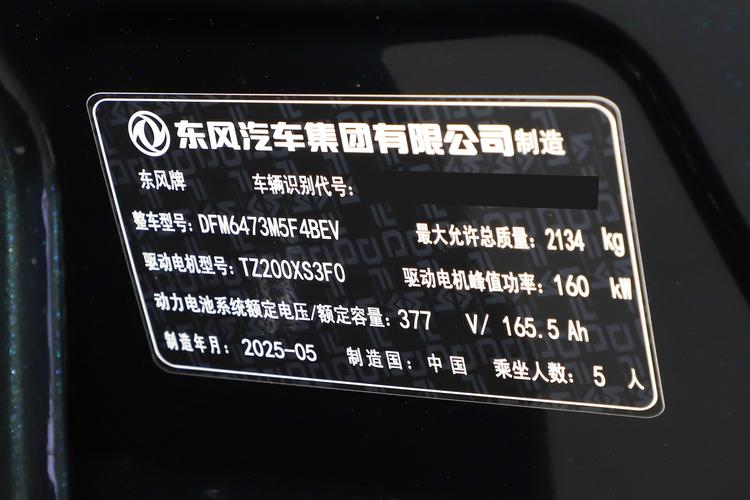 东风汽车集团有限公司制造
东风牌 车辆识别代号:
整车型号: DFM6473M5F4BEV 最大允许总质量: 2134 kg
驱动电机型号: TZ200XS3F0 驱动电机峰值功率: 160 kW
动力电池系统额定电压/额定容量: 377 V/ 165.5 Ah
制造年月: 2025-05 制造国: 中国 乘坐人数: 5 人